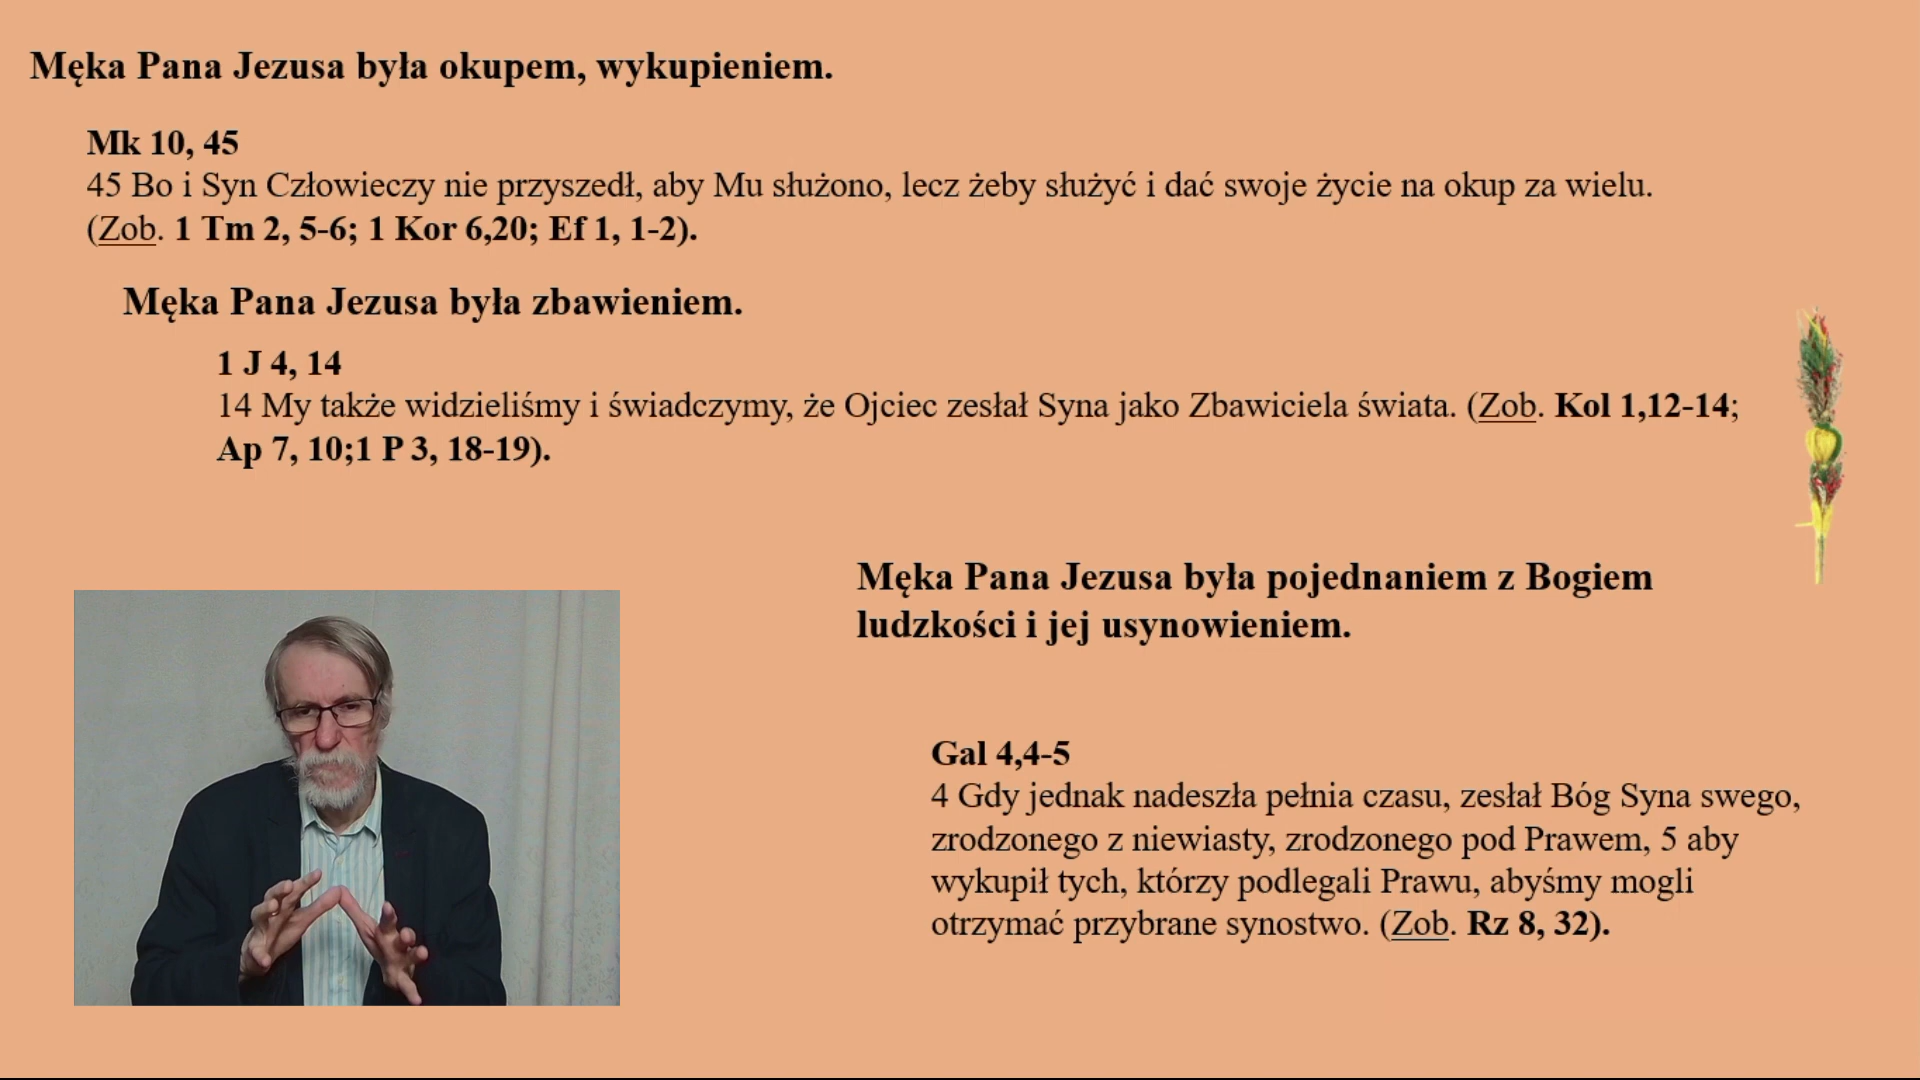 Męka Pana Jezusa była okupem, wykupieniem.
Mk 10, 45
45 Bo i Syn Człowieczy nie przyszedł, aby Mu służono, lecz żeby służyć i dać swoje życie na okup za wielu.
(Zob. 1 Tm 2, 5-6; 1 Kor 6,20; Ef 1, 1-2).
Męka Pana Jezusa była zbawieniem.
1 J 4, 14
14 My także widzieliśmy i świadczymy, że Ojciec zesłał Syna jako Zbawiciela świata. (Zob. Kol 1,12-14;
Ap 7, 10;1 P 3, 18-19).
Męka Pana Jezusa była pojednaniem z Bogiem
ludzkości i jej usynowieniem.
Gal 4,4-5
4 Gdy jednak nadeszła pełnia czasu, zesłał Bóg Syna swego,
zrodzonego z niewiasty, zrodzonego pod Prawem, 5 aby
wykupił tych, którzy podlegali Prawu, abyśmy mogli
otrzymać przybrane synostwo. (Zob. Rz 8, 32).